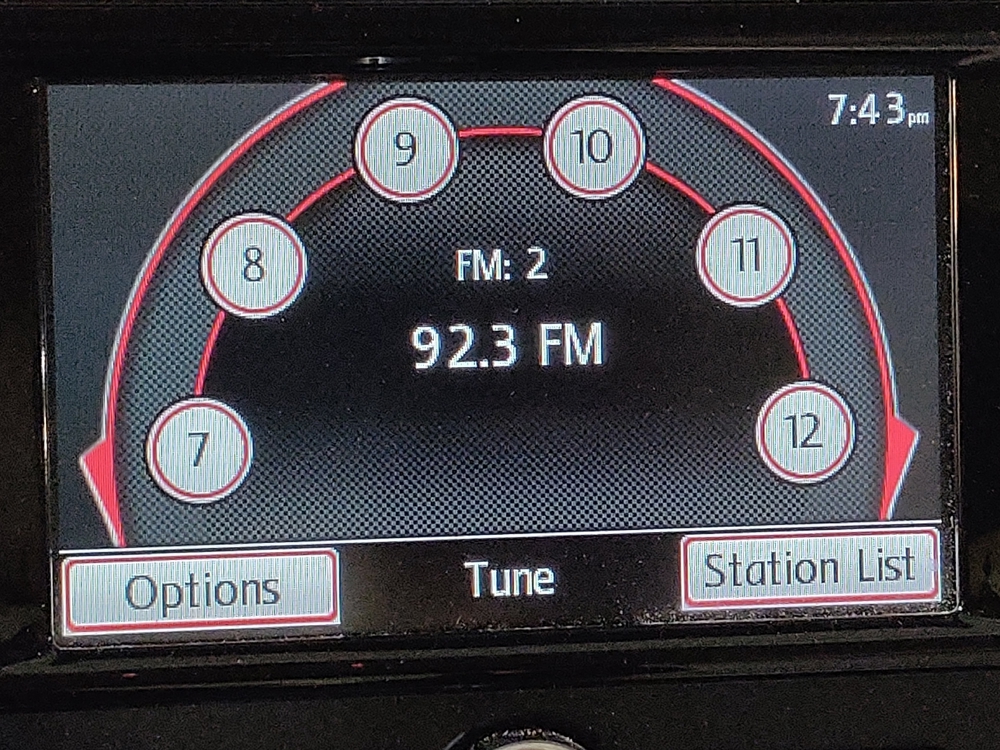 7:43pm
9
10
8
11
FM: 2
92.3 FM
7
12
Options
Tune
Station List